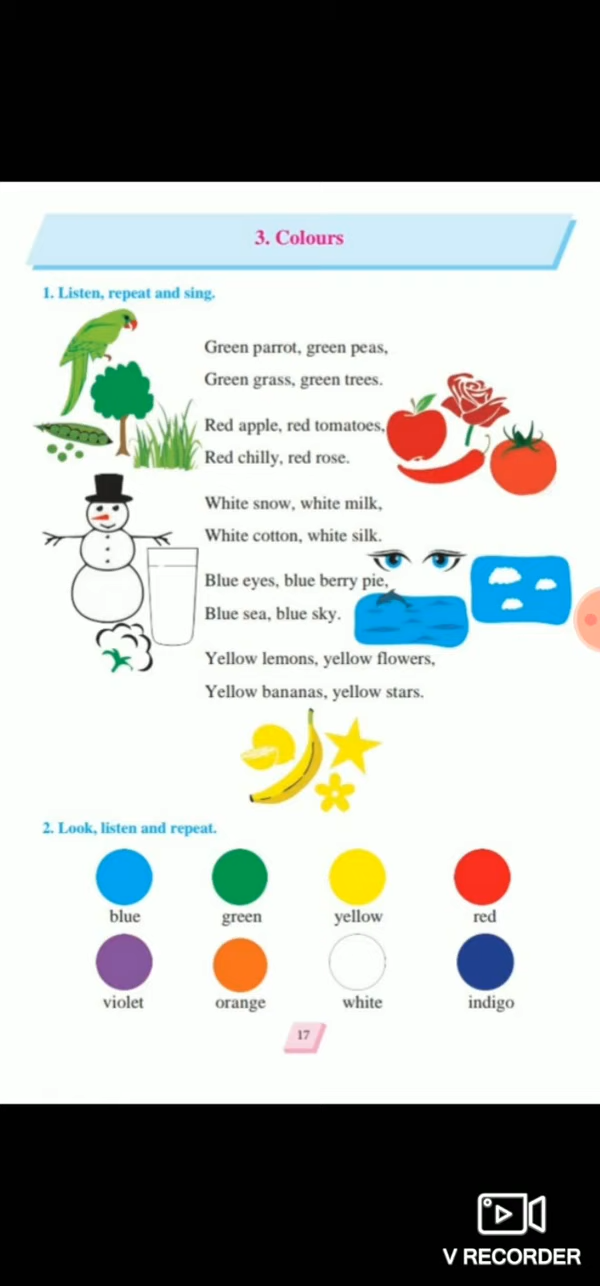 3. Colours
1. Listen, repeat and sing.
Green parrot, green peas,
Green grass, green trees.
Red apple, red tomatoes,
Red chilly, red rose.
White snow, white milk,
White cotton, white silk.
Blue eyes, blue berry pie,
Blue sea, blue sky.
Yellow lemons, yellow flowers,
Yellow bananas, yellow stars.
2. Look, listen and repeat.
blue green yellow red
violet orange white indigo
17
V RECORDER